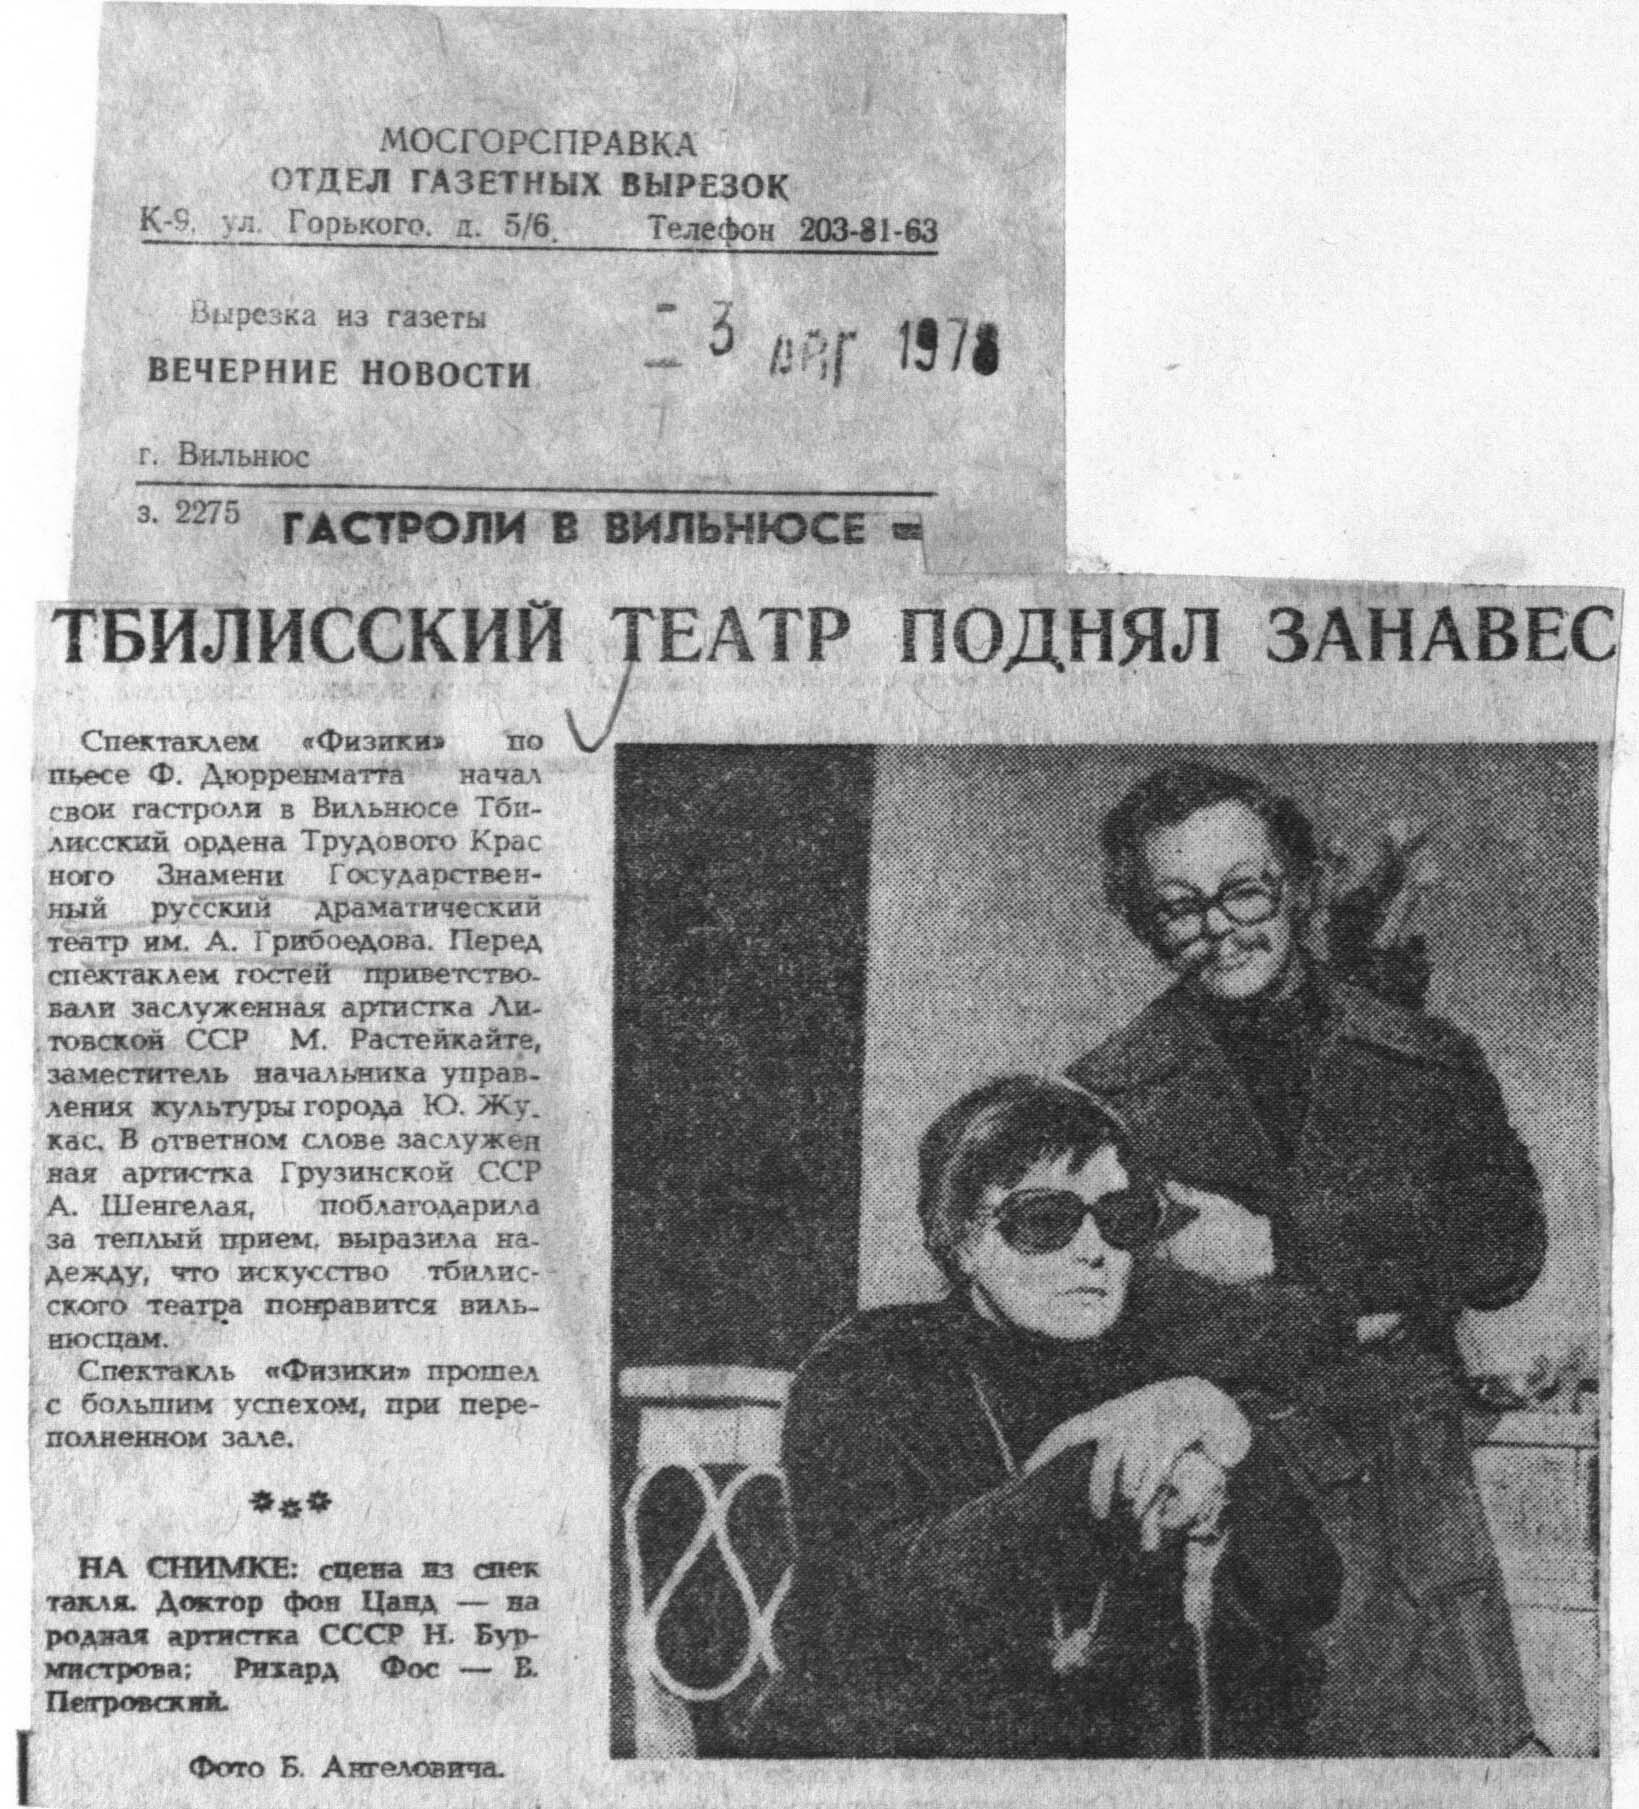 МОСГОРСПРАВКА
ОТДЕЛ ГАЗЕТНЫХ ВЫРЕЗОК
К-9, ул. Горького, д. 5/6. Телефон 203-81-63
Вырезка из газеты
ВЕЧЕРНИЕ НОВОСТИ
- 3 АВГ 1978
г. Вильнюс
з. 2275
ГАСТРОЛИ В ВИЛЬНЮСЕ
ТБИЛИССКИЙ ТЕАТР ПОДНЯЛ ЗАНАВЕС
Спектаклем «Физики» по
пьесе Ф. Дюрренматта начал
свои гастроли в Вильнюсе Тби-
лисский ордена Трудового Крас
ного Знамени Государствен-
ный русский драматический
театр им. А. Грибоедова. Перед
спектаклем гостей приветство-
вали заслуженная артистка Ли-
товской ССР М. Растейкайте,
заместитель начальника управ-
ления культуры города Ю. Жу-
кас. В ответном слове заслужен
ная артистка Грузинской ССР
А. Шенгелая, поблагодарила
за теплый прием, выразила на-
дежду, что искусство тбилис-
ского театра понравится виль-
нюсцам.
Спектакль «Физики» прошел
с большим успехом, при пере-
полненном зале.
***
НА СНИМКЕ: сцена из спек
такля. Доктор фон Цанд — на
родная артистка СССР Н. Бур-
мистрова; Рихард Фос — В.
Петровский.
Фото Б. Ангеловича.